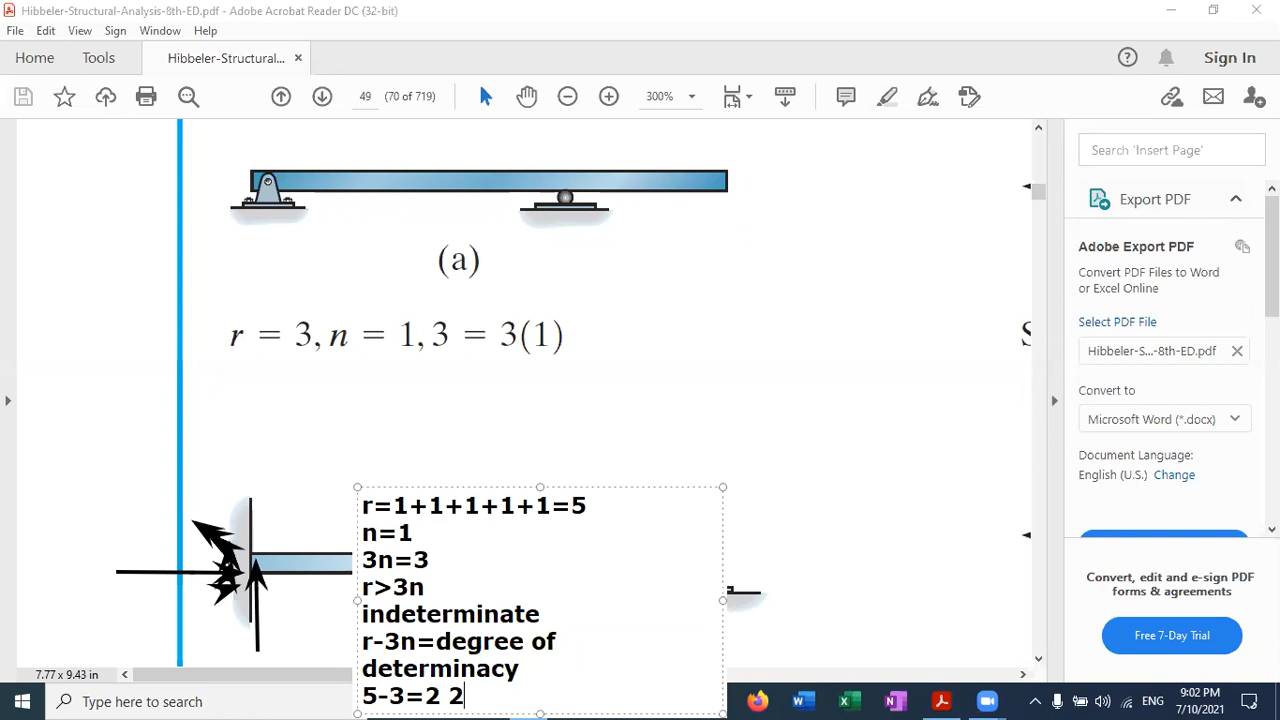 Hibbeler-Structural-Analysis-8th-ED.pdf - Adobe Acrobat Reader DC (32-bit)
File Edit View Sign Window Help
Home Tools Hibbeler-Structural... × Sign In
49 (70 of 719) 300%
Search 'Insert Page'
Export PDF
Adobe Export PDF
Convert PDF Files to Word
or Excel Online
Select PDF File
Hibbeler-S...-8th-ED.pdf
Convert to
Microsoft Word (*.docx)
Document Language:
English (U.S.) Change
Convert, edit and e-sign PDF
forms & agreements
Free 7-Day Trial
(a)
r = 3, n = 1, 3 = 3(1)
r=1+1+1+1+1=5
n=1
3n=3
r>3n
indeterminate
r-3n=degree of
determinacy
5-3=2 2
7.77 x 9.43 in
Type here to search
ENG
9:02 PM
7/10/2021